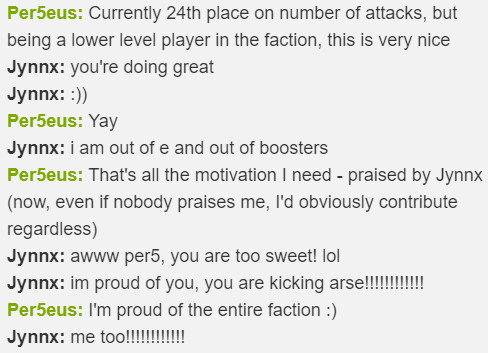 Per5eus: Currently 24th place on number of attacks, but
being a lower level player in the faction, this is very nice
Jynnx: you're doing great
Jynnx: :))
Per5eus: Yay
Jynnx: i am out of e and out of boosters
Per5eus: That's all the motivation I need - praised by Jynnx
(now, even if nobody praises me, I'd obviously contribute
regardless)
Jynnx: awww per5, you are too sweet! lol
Jynnx: im proud of you, you are kicking arse!!!!!!!!!!!!
Per5eus: I'm proud of the entire faction :)
Jynnx: me too!!!!!!!!!!!!